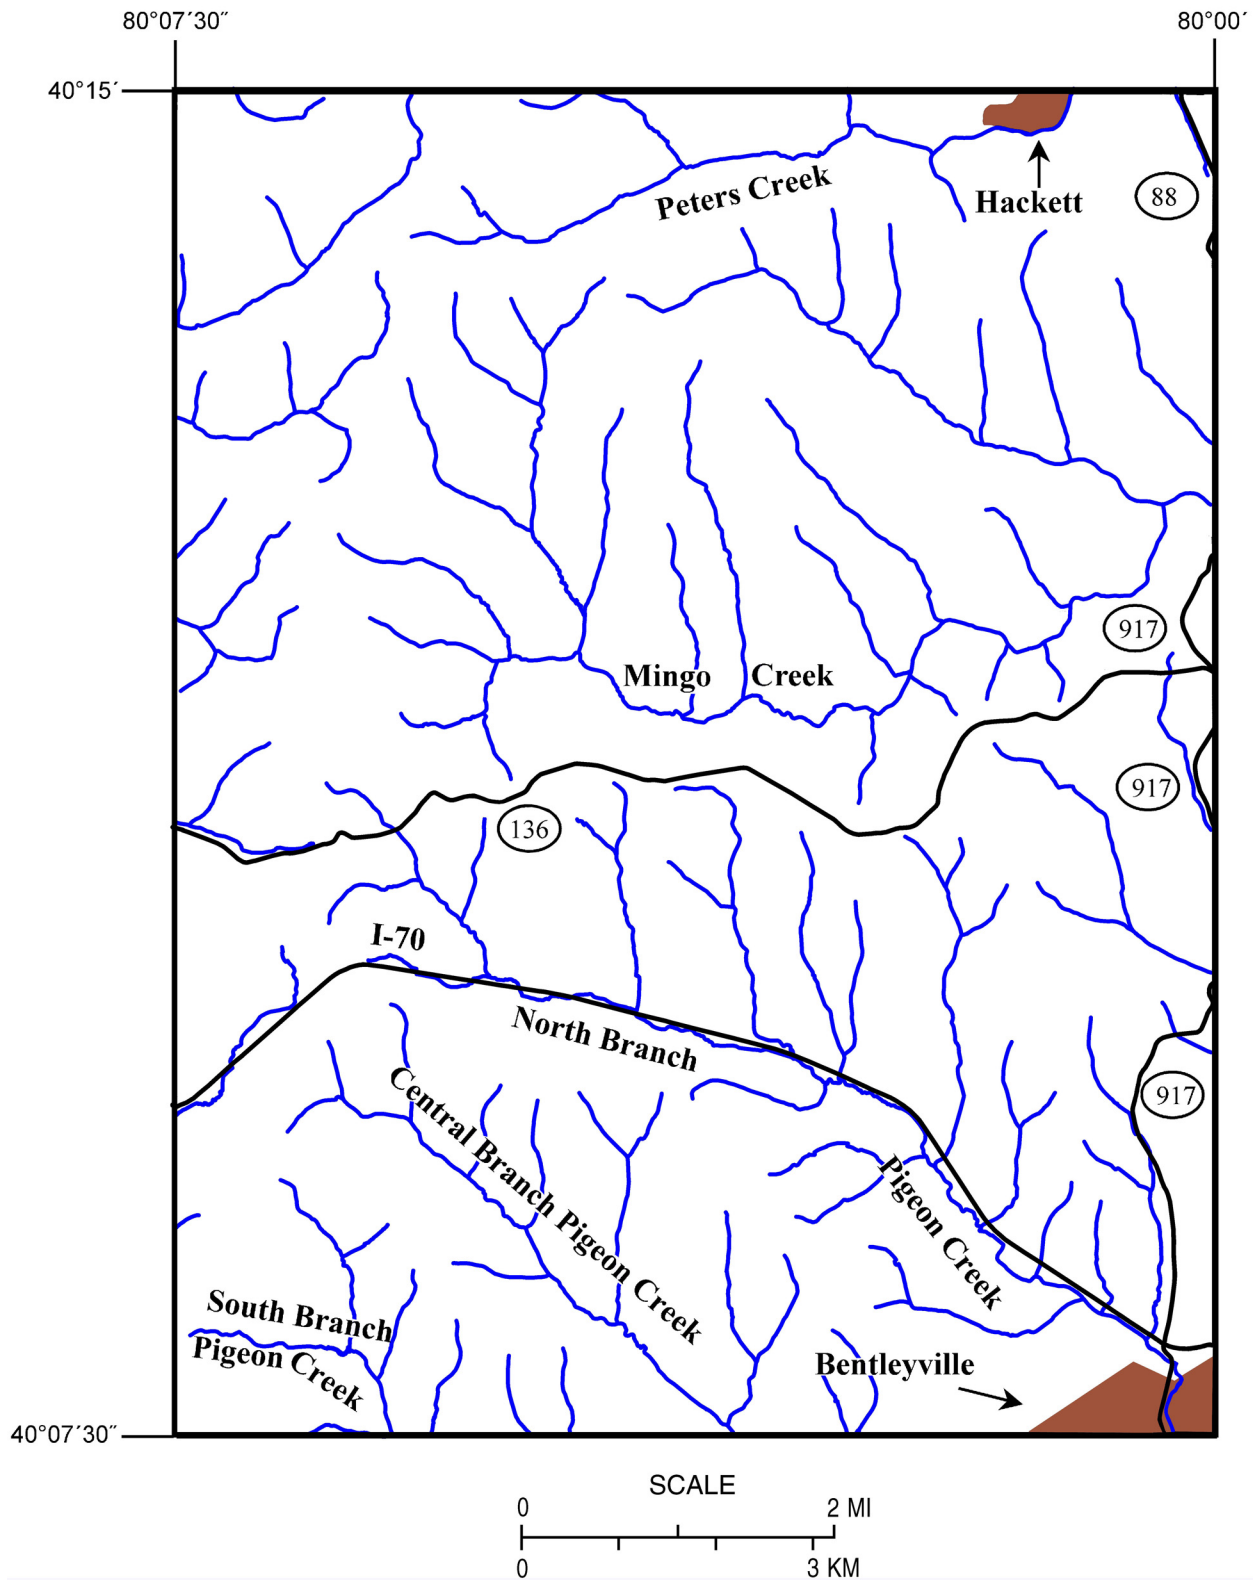 80°07´30˝
80°00´
40°15´
Peters Creek
Hackett
88
917
Mingo Creek
917
136
I-70
North Branch
917
Central Branch Pigeon Creek
Pigeon Creek
South Branch
Pigeon Creek
Bentleyville
40°07´30˝
SCALE
0 2 MI
0 3 KM